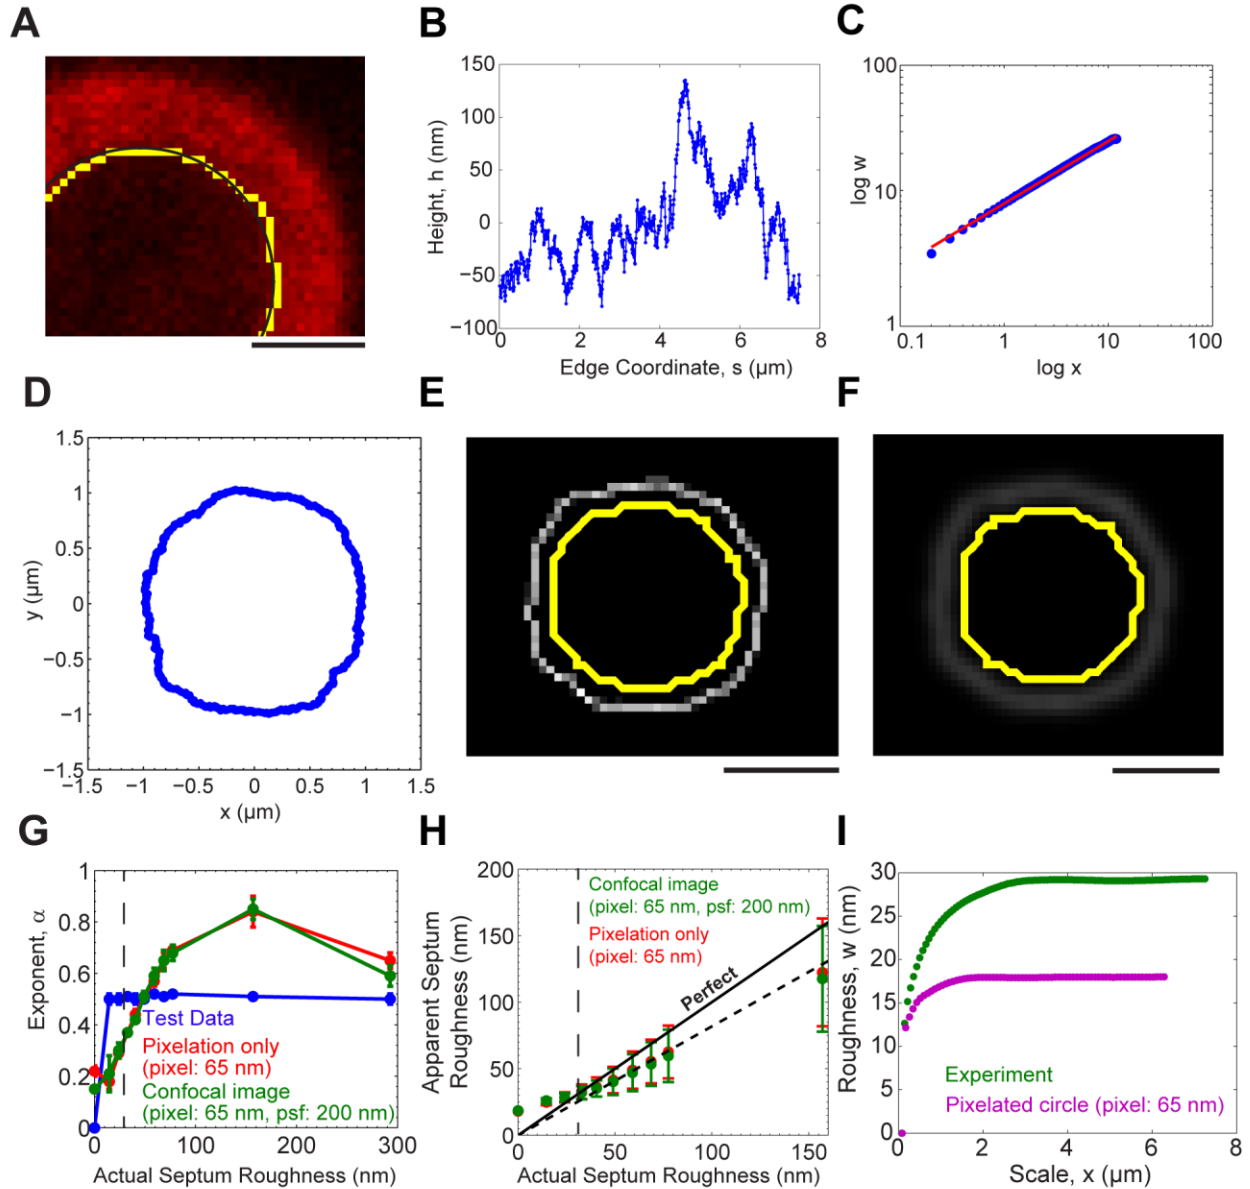 A
B
C
150
100
50
0
−50
−100
Height, h (nm)
0
2
4
6
8
Edge Coordinate, s (µm)
100
10
1
log w
0.1
1
10
100
log x
D
E
F
1.5
1
0.5
0
−0.5
−1
−1.5
y (µm)
−1.5
−1
−0.5
0
0.5
1
1.5
x (µm)
G
H
I
1
0.8
0.6
0.4
0.2
0
Exponent, α
Test Data
Pixelation only
(pixel: 65 nm)
Confocal image
(pixel: 65 nm, psf: 200 nm)
0
100
200
300
Actual Septum Roughness (nm)
200
150
100
50
0
Apparent Septum
Roughness (nm)
Confocal image
(pixel: 65 nm, psf: 200 nm)
Pixelation only
(pixel: 65 nm)
Perfect
0
50
100
150
Actual Septum Roughness (nm)
30
25
20
15
10
5
0
Roughness, w (nm)
Experiment
Pixelated circle (pixel: 65 nm)
0
2
4
6
8
Scale, x (µm)